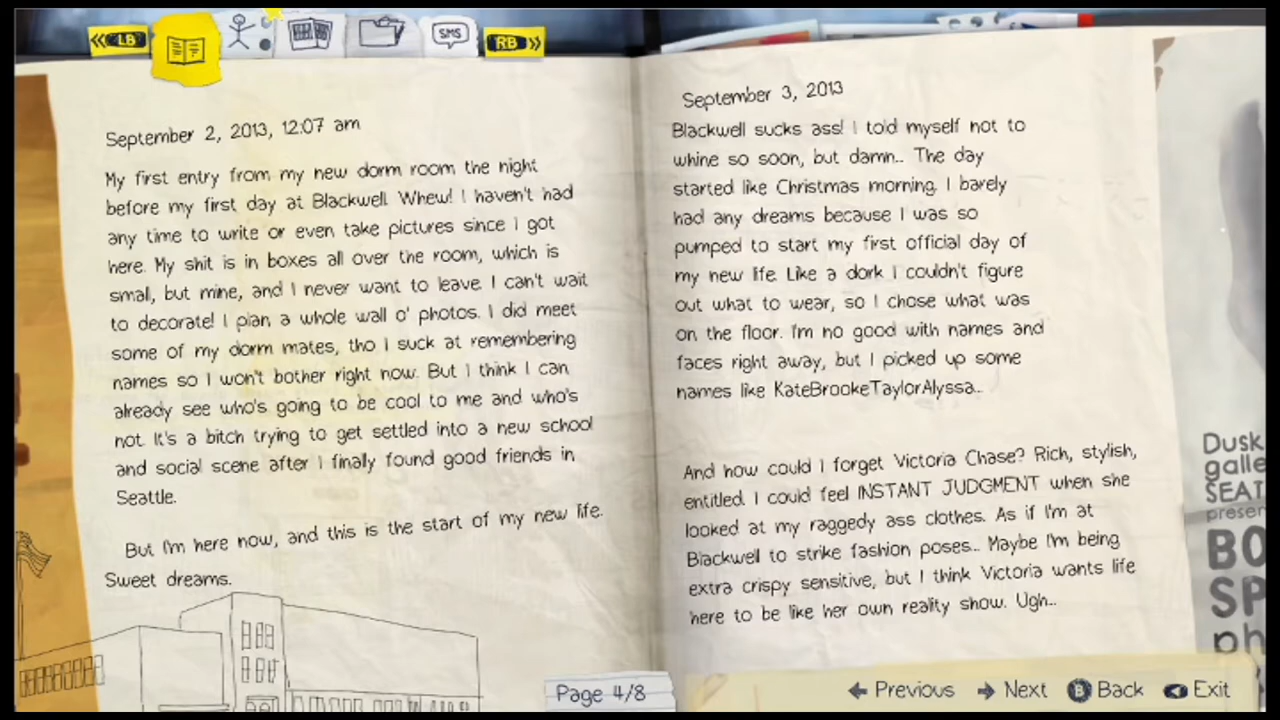 LB
SMS
RB
September 2, 2013, 12:07 am
My first entry from my new dorm room the night
before my first day at Blackwell. Whew! I haven't had
any time to write or even take pictures since I got
here. My shit is in boxes all over the room, which is
small, but mine, and I never want to leave. I can't wait
to decorate! I plan a whole wall o' photos. I did meet
some of my dorm mates, tho I suck at remembering
names so I won't bother right now. But I think I can
already see who's going to be cool to me and who's
not. It's a bitch trying to get settled into a new school
and social scene after I finally found good friends in
Seattle.
But I'm here now, and this is the start of my new life.
Sweet dreams.
September 3, 2013
Blackwell sucks ass! I told myself not to
whine so soon, but damn... The day
started like Christmas morning. I barely
had any dreams because I was so
pumped to start my first official day of
my new life. Like a dork I couldn't figure
out what to wear, so I chose what was
on the floor. I'm no good with names and
faces right away, but I picked up some
names like KateBrookeTaylorAlyssa...
And how could I forget Victoria Chase? Rich, stylish,
entitled. I could feel INSTANT JUDGMENT when she
looked at my raggedy ass clothes. As if I'm at
Blackwell to strike fashion poses... Maybe I'm being
extra crispy sensitive, but I think Victoria wants life
here to be like her own reality show. Ugh...
Dusk
galle
SEAT
presen
BO
SP
ph
Page 4/8
Previous
Next
B Back
Exit